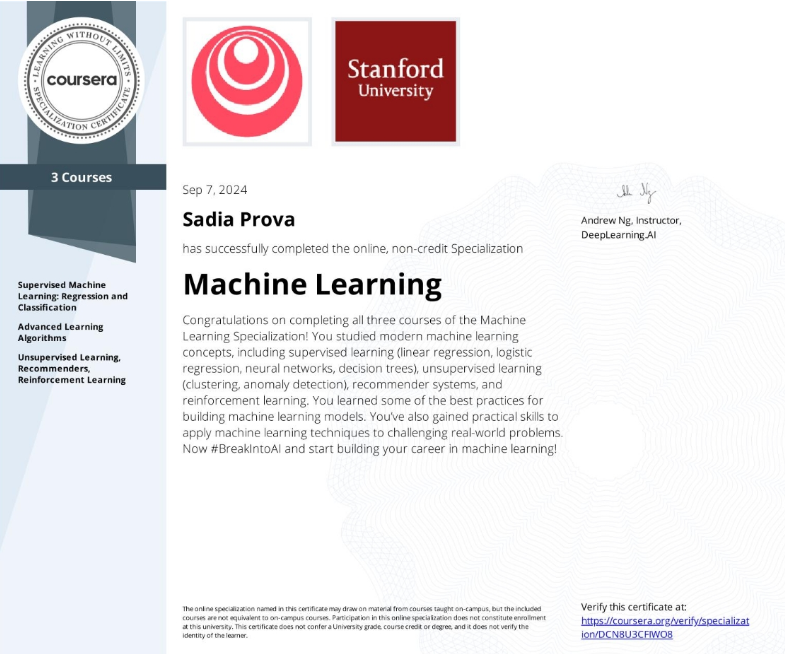 LEARNING WITHOUT LIMITS
coursera
SPECIALIZATION CERTIFICATE
3 Courses
Supervised Machine
Learning: Regression and
Classification
Advanced Learning
Algorithms
Unsupervised Learning,
Recommenders,
Reinforcement Learning
Stanford
University
Sep 7, 2024
Sadia Prova
has successfully completed the online, non-credit Specialization
Machine Learning
Congratulations on completing all three courses of the Machine
Learning Specialization! You studied modern machine learning
concepts, including supervised learning (linear regression, logistic
regression, neural networks, decision trees), unsupervised learning
(clustering, anomaly detection), recommender systems, and
reinforcement learning. You learned some of the best practices for
building machine learning models. You've also gained practical skills to
apply machine learning techniques to challenging real-world problems.
Now #BreakIntoAI and start building your career in machine learning!
Andrew Ng, Instructor,
DeepLearning.AI
The online specialization named in this certificate may draw on material from courses taught on-campus, but the included
courses are not equivalent to on-campus courses. Participation in this online specialization does not constitute enrollment
at this university. This certificate does not confer a University grade, course credit or degree, and it does not verify the
identity of the learner.
Verify this certificate at:
https://coursera.org/verify/specializat
ion/DCN8U3CFIWO8